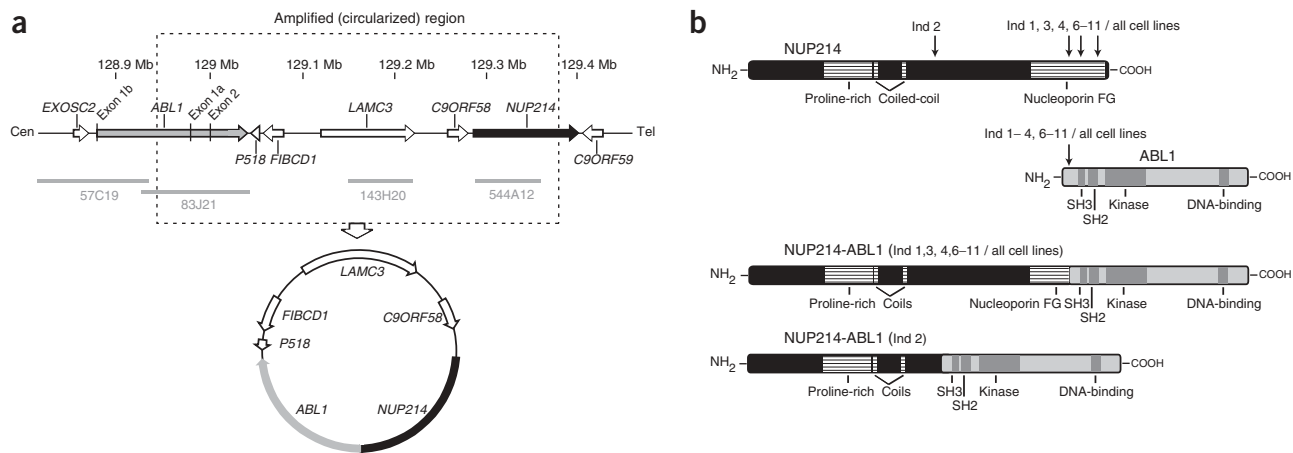 a
Amplified (circularized) region
128.9 Mb 129 Mb 129.1 Mb 129.2 Mb 129.3 Mb 129.4 Mb
EXOSC2 Exon 1b ABL1 Exon 1a Exon 2 LAMC3 C9ORF58 NUP214
Cen Tel
P518 FIBCD1 C9ORF59
57C19 83J21 143H20 544A12
LAMC3
FIBCD1 C9ORF58
P518
ABL1 NUP214
b
Ind 2 Ind 1, 3, 4, 6–11 / all cell lines
NUP214
NH2 COOH
Proline-rich Coiled-coil Nucleoporin FG
Ind 1– 4, 6–11 / all cell lines
ABL1
NH2 COOH
SH3 Kinase DNA-binding
SH2
NUP214-ABL1 (Ind 1,3, 4,6–11 / all cell lines)
NH2 COOH
Proline-rich Coils Nucleoporin FG SH3 Kinase DNA-binding
SH2
NUP214-ABL1 (Ind 2)
NH2 COOH
Proline-rich Coils SH3 Kinase DNA-binding
SH2